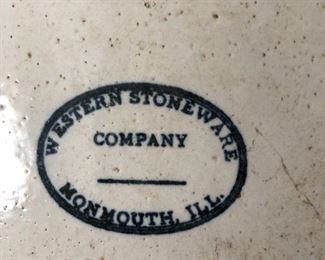 WESTERN STONEWARE
COMPANY
MONMOUTH, ILL.